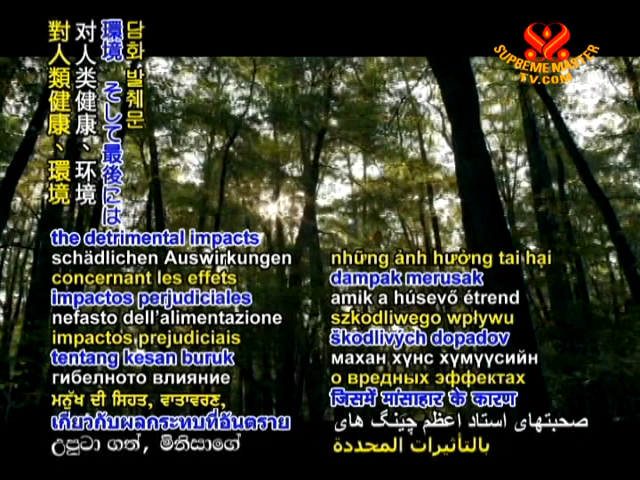 SUPREME MASTER
TV.COM
對人類健康、環境
对人类健康、环境
環境 そして最後には
담화 발췌문
the detrimental impacts
schädlichen Auswirkungen
concernant les effets
impactos perjudiciales
nefasto dell'alimentazione
impactos prejudiciais
tentang kesan buruk
гибелното влияние
ਮਨੁੱਖ ਦੀ ਸਿਹਤ, ਵਾਤਾਵਰਣ,
เกี่ยวกับผลกระทบที่อันตราย
උපුටා ගත්, මිනිසාගේ
những ảnh hưởng tai hại
dampak merusak
amik a húsevő étrend
szkodliwego wpływu
škodlivých dopadov
махан хүнс хүмүүсийн
о вредных эффектах
जिसमें मांसाहार के कारण
صحبتهای استاد اعظم چینگ های
بالتأثيرات المحددة